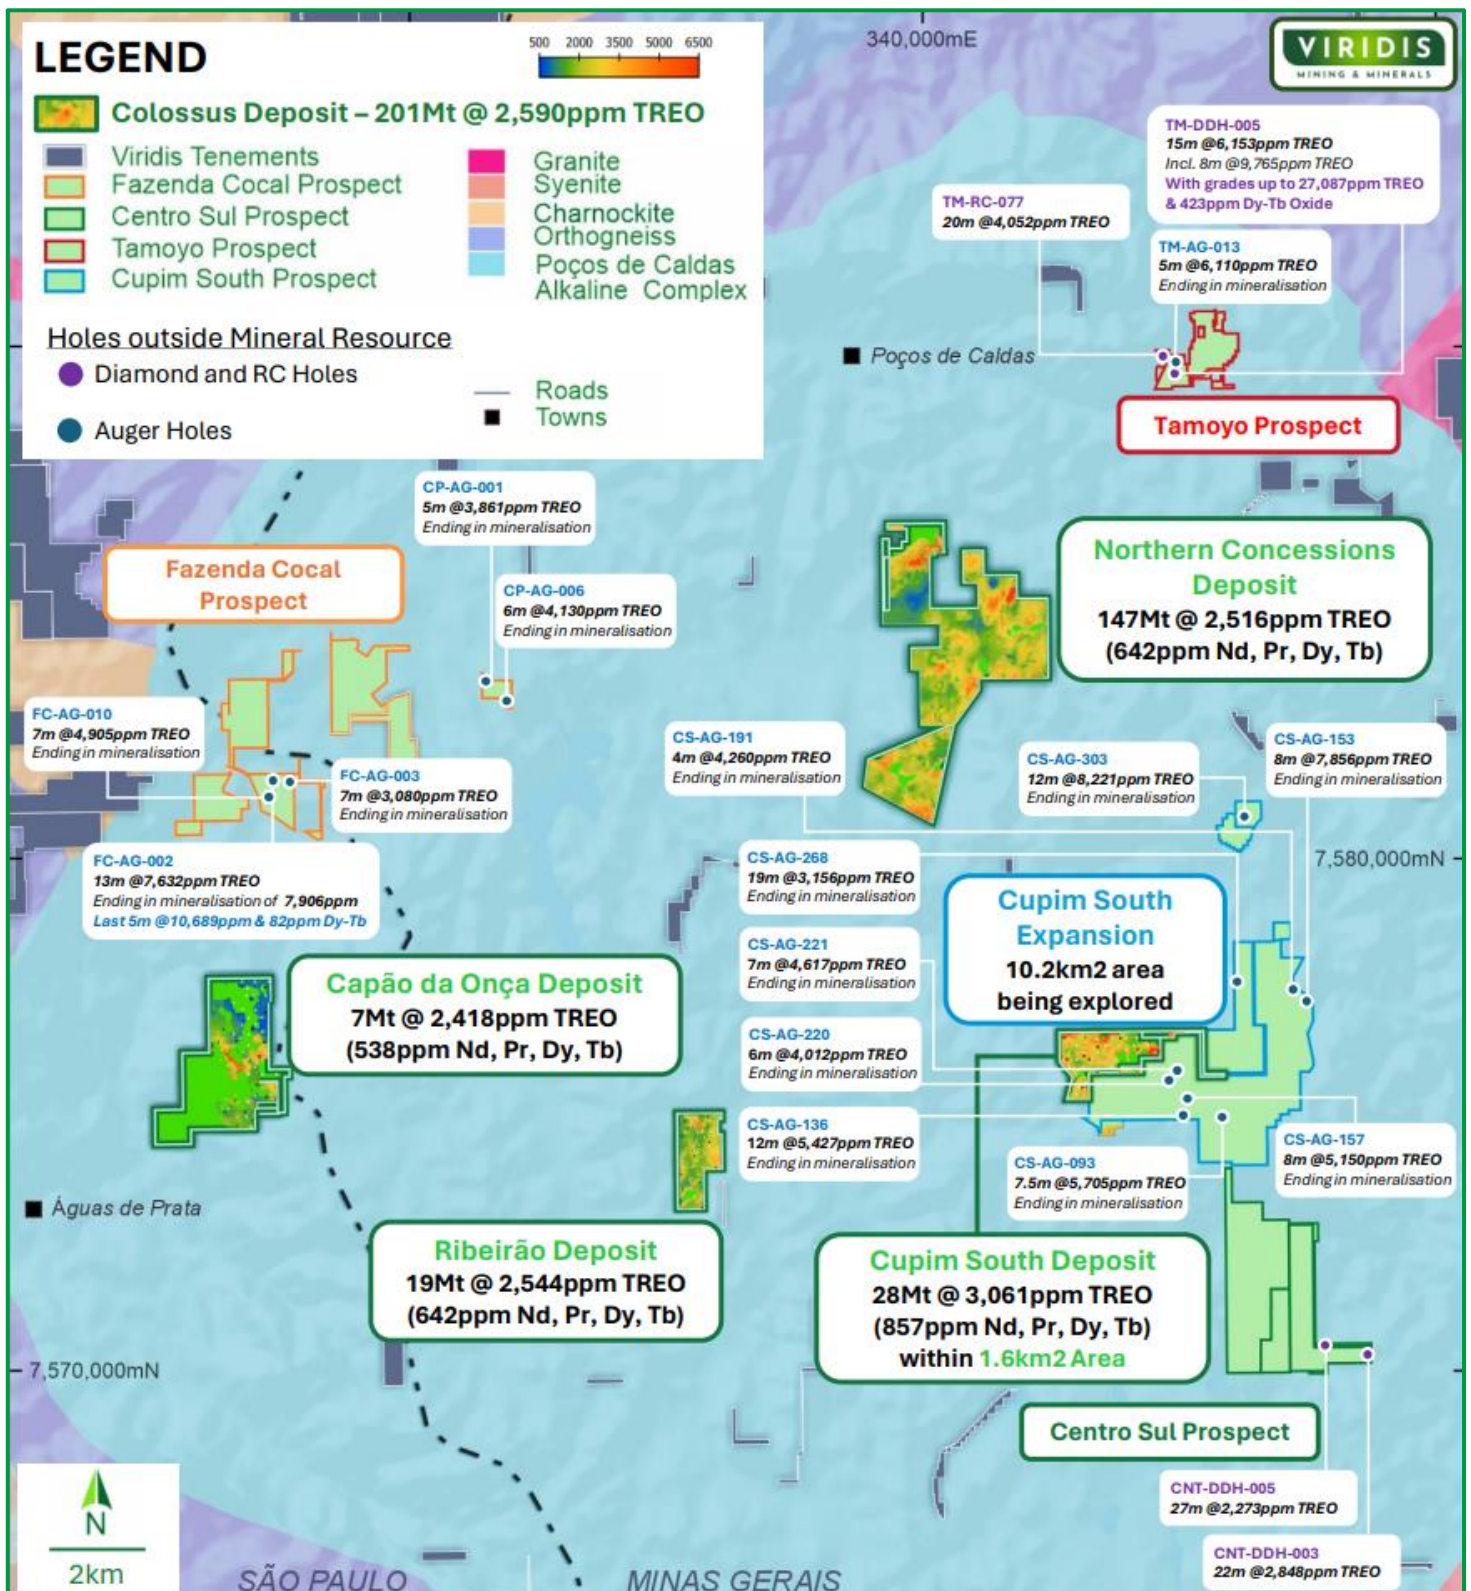 LEGEND
500 2000 3500 5000 6500
Colossus Deposit – 201Mt @ 2,590ppm TREO
Viridis Tenements
Fazenda Cocal Prospect
Centro Sul Prospect
Tamoyo Prospect
Cupim South Prospect
Granite
Syenite
Charnockite
Orthogneiss
Poços de Caldas
Alkaline Complex
Holes outside Mineral Resource
Diamond and RC Holes
Auger Holes
Roads
Towns
340,000mE
VIRIDIS
MINING & MINERALS
TM-DDH-005
15m @6,153ppm TREO
Incl. 8m @9,765ppm TREO
With grades up to 27,087ppm TREO
& 423ppm Dy-Tb Oxide
TM-RC-077
20m @4,052ppm TREO
TM-AG-013
5m @6,110ppm TREO
Ending in mineralisation
Poços de Caldas
Tamoyo Prospect
CP-AG-001
5m @3,861ppm TREO
Ending in mineralisation
Fazenda Cocal
Prospect
CP-AG-006
6m @4,130ppm TREO
Ending in mineralisation
Northern Concessions
Deposit
147Mt @ 2,516ppm TREO
(642ppm Nd, Pr, Dy, Tb)
FC-AG-010
7m @4,905ppm TREO
Ending in mineralisation
FC-AG-003
7m @3,080ppm TREO
Ending in mineralisation
CS-AG-191
4m @4,260ppm TREO
Ending in mineralisation
CS-AG-303
12m @8,221ppm TREO
Ending in mineralisation
CS-AG-153
8m @7,856ppm TREO
Ending in mineralisation
FC-AG-002
13m @7,632ppm TREO
Ending in mineralisation of 7,906ppm
Last 5m @10,689ppm & 82ppm Dy-Tb
7,580,000mN
CS-AG-268
19m @3,156ppm TREO
Ending in mineralisation
Cupim South
Expansion
10.2km2 area
being explored
CS-AG-221
7m @4,617ppm TREO
Ending in mineralisation
Capão da Onça Deposit
7Mt @ 2,418ppm TREO
(538ppm Nd, Pr, Dy, Tb)
CS-AG-220
6m @4,012ppm TREO
Ending in mineralisation
CS-AG-136
12m @5,427ppm TREO
Ending in mineralisation
CS-AG-093
7.5m @5,705ppm TREO
Ending in mineralisation
CS-AG-157
8m @5,150ppm TREO
Ending in mineralisation
Águas de Prata
Ribeirão Deposit
19Mt @ 2,544ppm TREO
(642ppm Nd, Pr, Dy, Tb)
Cupim South Deposit
28Mt @ 3,061ppm TREO
(857ppm Nd, Pr, Dy, Tb)
within 1.6km2 Area
7,570,000mN
Centro Sul Prospect
CNT-DDH-005
27m @2,273ppm TREO
CNT-DDH-003
22m @2,848ppm TREO
N
2km
SÃO PAULO
MINAS GERAIS